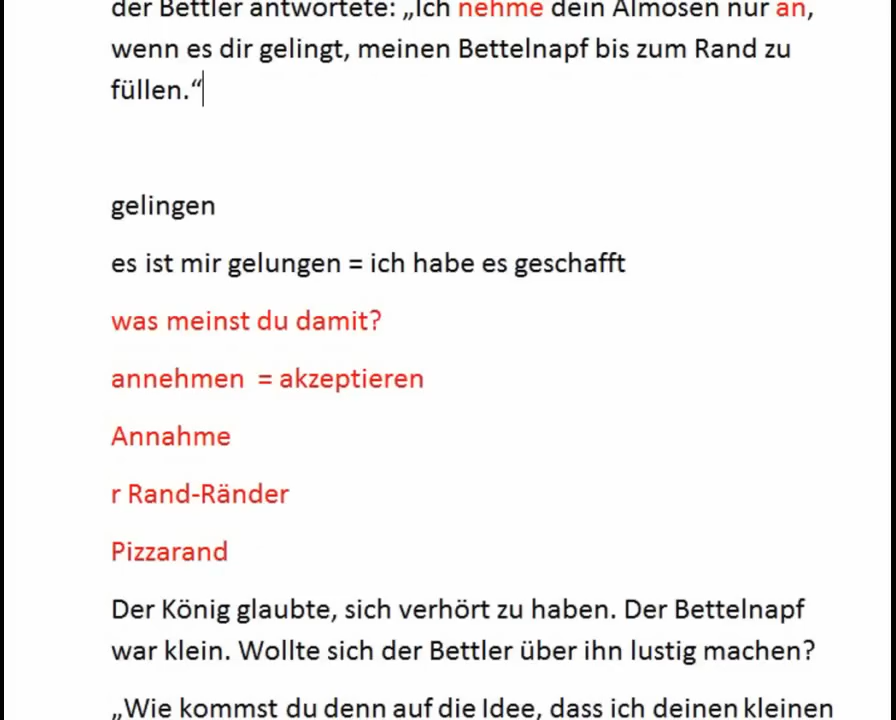 der Bettler antwortete: „Ich nehme dein Almosen nur an,
wenn es dir gelingt, meinen Bettelnapf bis zum Rand zu
füllen.“
gelingen
es ist mir gelungen = ich habe es geschafft
was meinst du damit?
annehmen = akzeptieren
Annahme
r Rand-Ränder
Pizzarand
Der König glaubte, sich verhört zu haben. Der Bettelnapf
war klein. Wollte sich der Bettler über ihn lustig machen?
„Wie kommst du denn auf die Idee, dass ich deinen kleinen